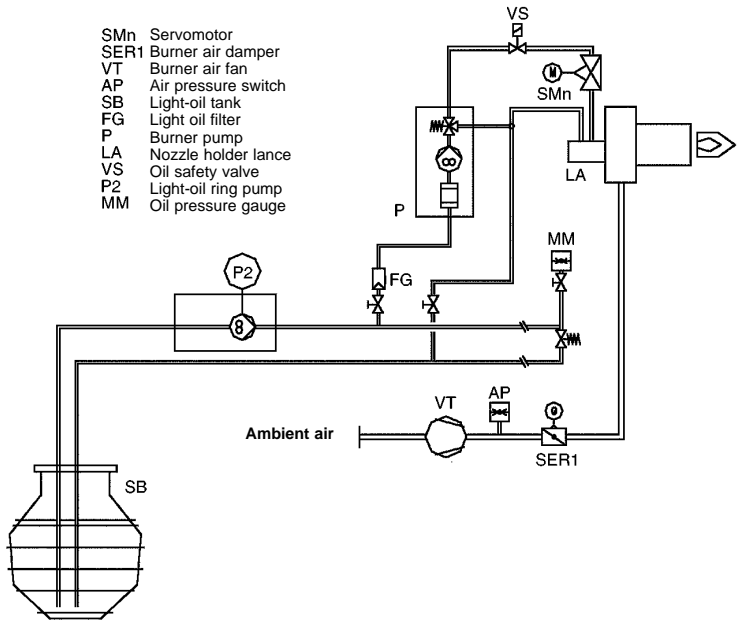 VS
SMn Servomotor
SER1 Burner air damper
VT Burner air fan
AP Air pressure switch
SB Light-oil tank
FG Light oil filter
P Burner pump
LA Nozzle holder lance
VS Oil safety valve
P2 Light-oil ring pump
MM Oil pressure gauge
M
SMn
8
LA
P
MM
P2
FG
8
VT
AP
Ambient air
SER1
SB